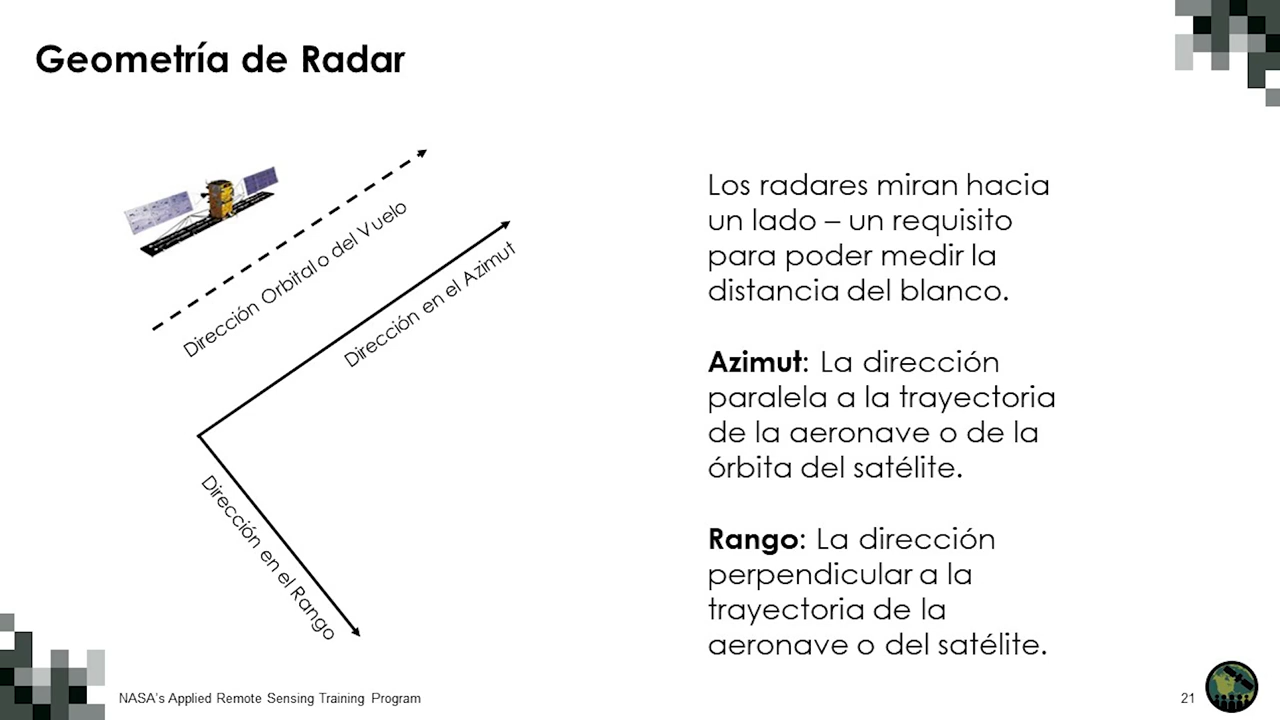 Geometría de Radar
Dirección Orbital o del Vuelo
Dirección en el Azimut
Dirección en el Rango
Los radares miran hacia
un lado – un requisito
para poder medir la
distancia del blanco.
Azimut: La dirección
paralela a la trayectoria
de la aeronave o de la
órbita del satélite.
Rango: La dirección
perpendicular a la
trayectoria de la
aeronave o del satélite.
NASA's Applied Remote Sensing Training Program
21